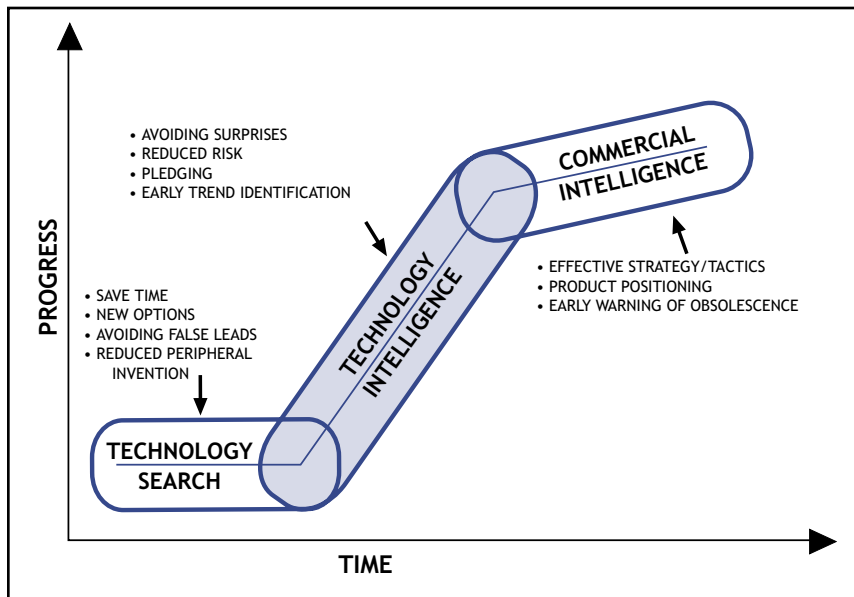 • AVOIDING SURPRISES
• REDUCED RISK
• PLEDGING
• EARLY TREND IDENTIFICATION
COMMERCIAL
INTELLIGENCE
PROGRESS
• SAVE TIME
• NEW OPTIONS
• AVOIDING FALSE LEADS
• REDUCED PERIPHERAL
INVENTION
TECHNOLOGY
INTELLIGENCE
• EFFECTIVE STRATEGY/TACTICS
• PRODUCT POSITIONING
• EARLY WARNING OF OBSOLESCENCE
TECHNOLOGY
SEARCH
TIME